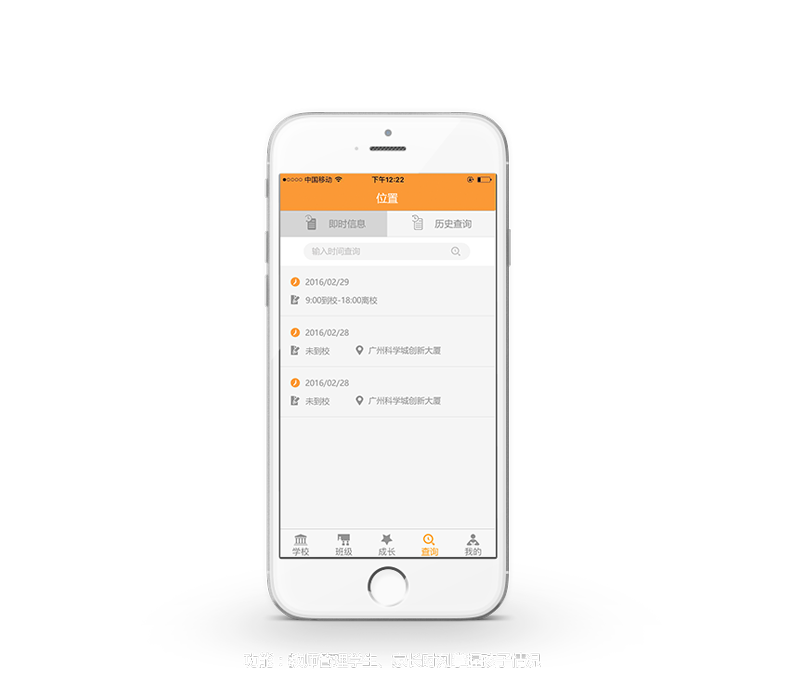 中国移动 下午12:22
位置
即时信息 历史查询
输入时间查询
2016/02/29
9:00到校-18:00离校
2016/02/28
未到校 广州科学城创新大厦
2016/02/28
未到校 广州科学城创新大厦
学校 班级 成长 查询 我的